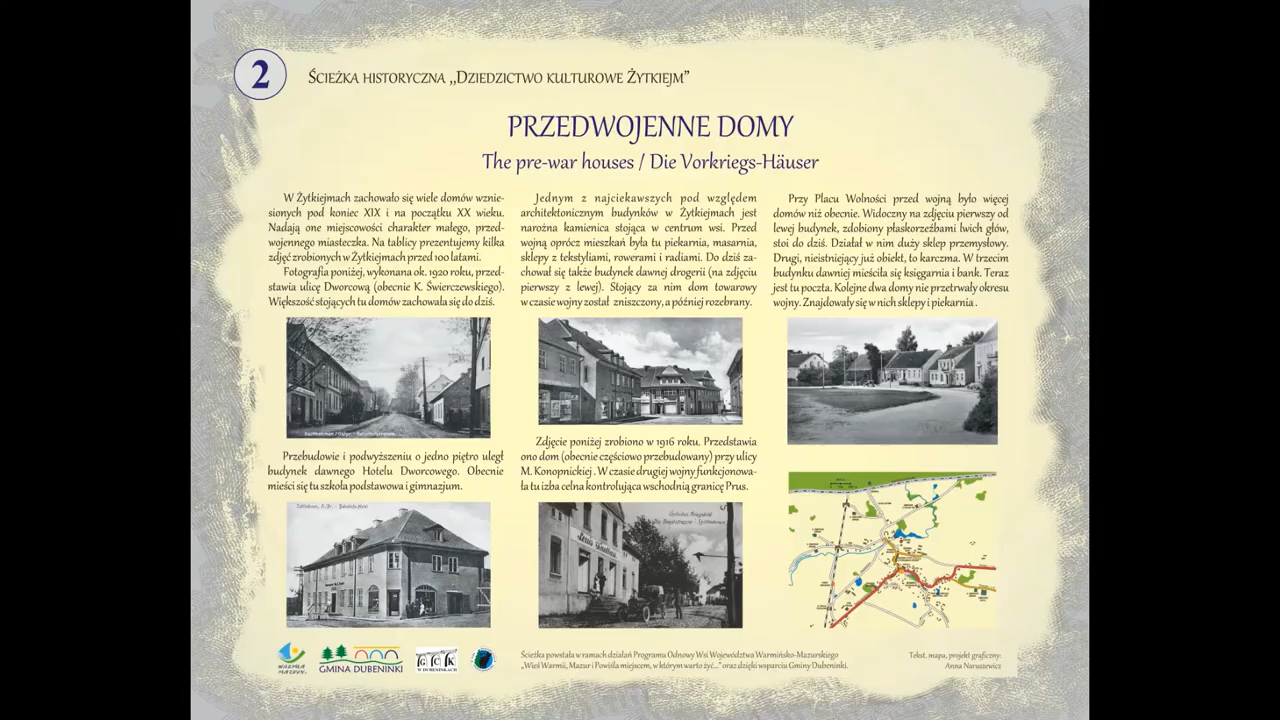 2
Ścieżka historyczna ,,Dziedzictwo kulturowe Żytkiejm”
PRZEDWOJENNE DOMY
The pre-war houses / Die Vorkriegs-Häuser
W Żytkiejmach zachowało się wiele domów wznie-
sionych pod koniec XIX i na początku XX wieku.
Nadają one miejscowości charakter małego, przed-
wojennego miasteczka. Na tablicy prezentujemy kilka
zdjęć zrobionych w Żytkiejmach przed 100 latami.
Fotografia poniżej, wykonana ok. 1920 roku, przed-
stawia ulicę Dworcową (obecnie K. Świerczewskiego).
Większość stojących tu domów zachowała się do dziś.
Przebudowie i podwyższeniu o jedno piętro uległ
budynek dawnego Hotelu Dworcowego. Obecnie
mieści się tu szkoła podstawowa i gimnazjum.
Jednym z najciekawszych pod względem
architektonicznym budynków w Żytkiejmach jest
narożna kamienica stojąca w centrum wsi. Przed
wojną oprócz mieszkań była tu piekarnia, masarnia,
sklepy z tekstyliami, rowerami i radiami. Do dziś za-
chował się także budynek dawnej drogerii (na zdjęciu
pierwszy z lewej). Stojący za nim dom towarowy
w czasie wojny został zniszczony, a później rozebrany.
Zdjęcie poniżej zrobiono w 1916 roku. Przedstawia
ono dom (obecnie częściowo przebudowany) przy ulicy
M. Konopnickiej . W czasie drugiej wojny funkcjonowa-
ła tu izba celna kontrolująca wschodnią granicę Prus.
Przy Placu Wolności przed wojną było więcej
domów niż obecnie. Widoczny na zdjęciu pierwszy od
lewej budynek, zdobiony płaskorzeźbami lwich głów,
stoi do dziś. Działał w nim duży sklep przemysłowy.
Drugi, nieistniejący już obiekt, to karczma. W trzecim
budynku dawniej mieściła się księgarnia i bank. Teraz
jest tu poczta. Kolejne dwa domy nie przetrwały okresu
wojny. Znajdowały się w nich sklepy i piekarnia .
WARMIA
MAZURY
GMINA DUBENINKI
GCK
W DUBENINKACH
Ścieżka powstała w ramach działań Programu Odnowy Wsi Województwa Warmińsko-Mazurskiego
„Wieś Warmii, Mazur i Powiśla miejscem, w którym warto żyć...” oraz dzięki wsparciu Gminy Dubeninki.
Tekst, mapa, projekt graficzny:
Anna Naruszewicz